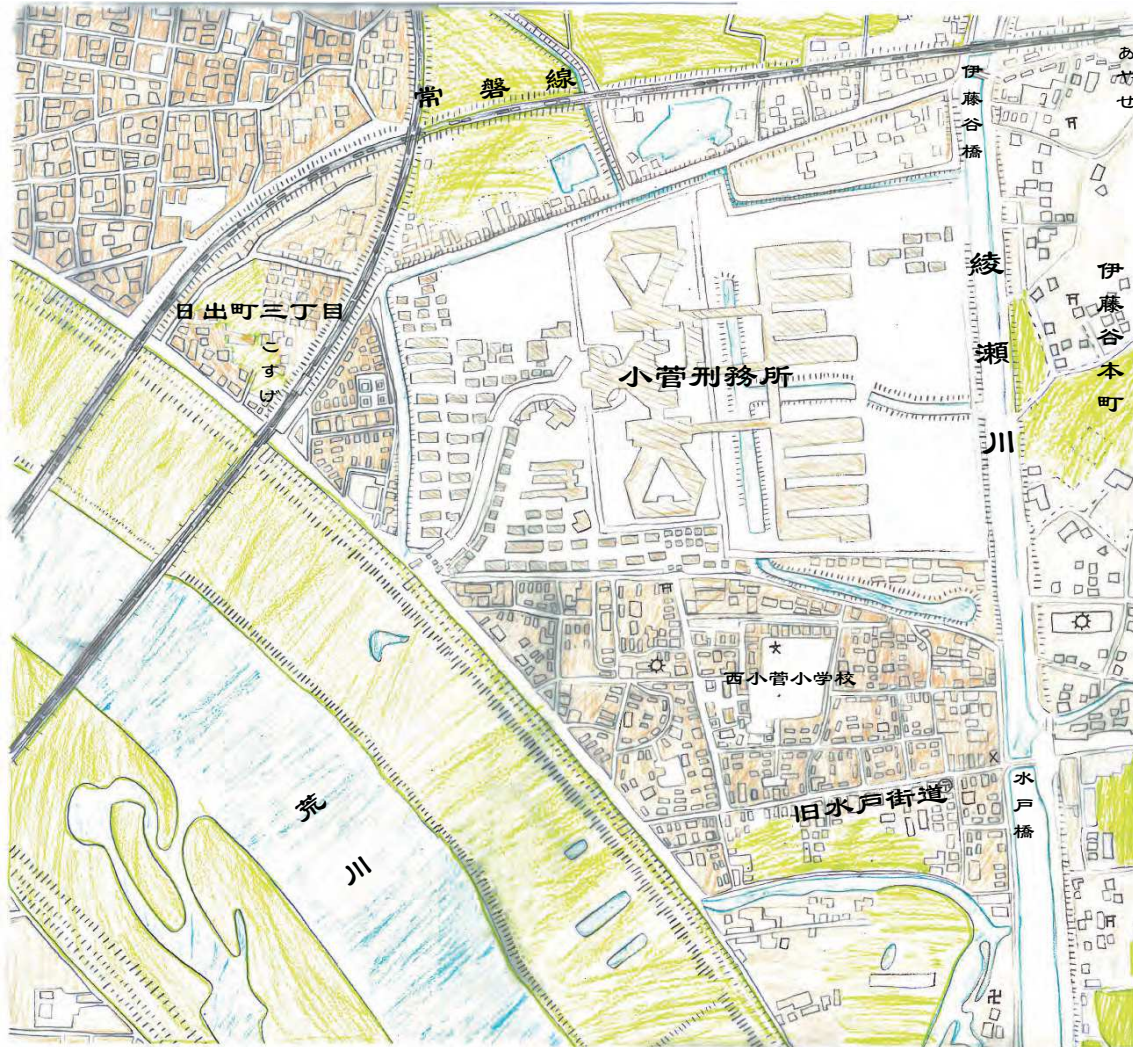 常磐線
伊藤谷橋
あやせ
日出町三丁目
こすげ
小菅刑務所
綾瀬川
伊藤谷本町
西小菅小学校
荒川
旧水戸街道
水戸橋